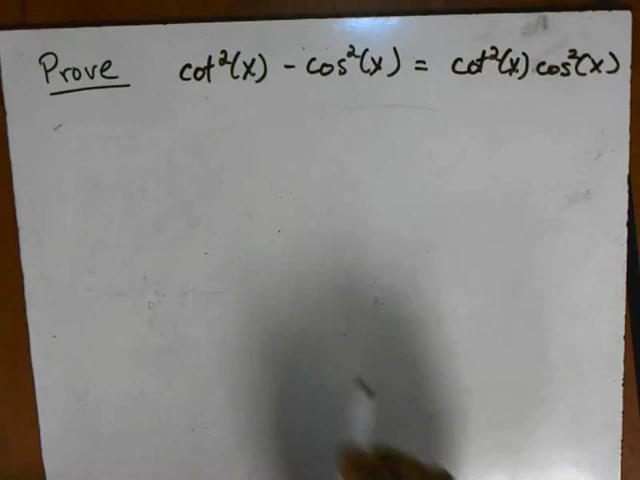 Prove cot²(x) - cos²(x) = cot²(x) cos²(x)